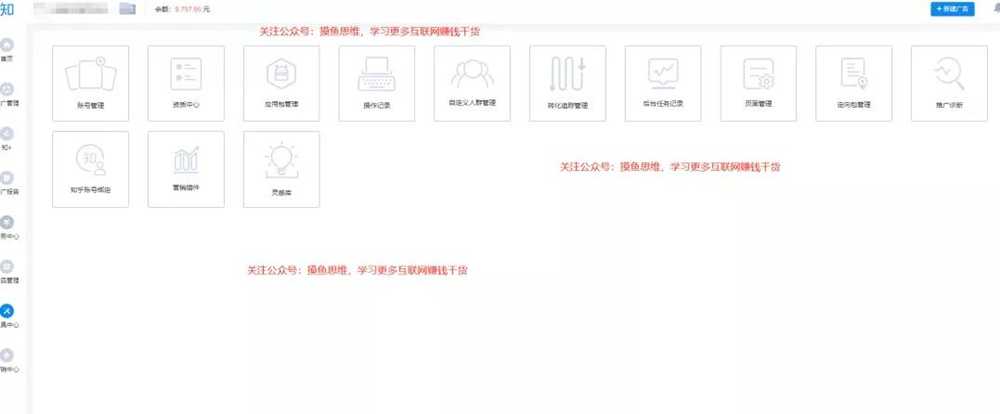 知
余额: 9,757.66 元
+ 新建广告
关注公众号：摸鱼思维，学习更多互联网赚钱干货
首页
广管理
知+
广报告
务中心
店管理
具中心
销中心
账号管理
资质中心
应用包管理
操作记录
自定义人群管理
转化追踪管理
后台任务记录
页面管理
定向包管理
推广诊断
知乎账号绑定
营销组件
灵感库
关注公众号：摸鱼思维，学习更多互联网赚钱干货
关注公众号：摸鱼思维，学习更多互联网赚钱干货